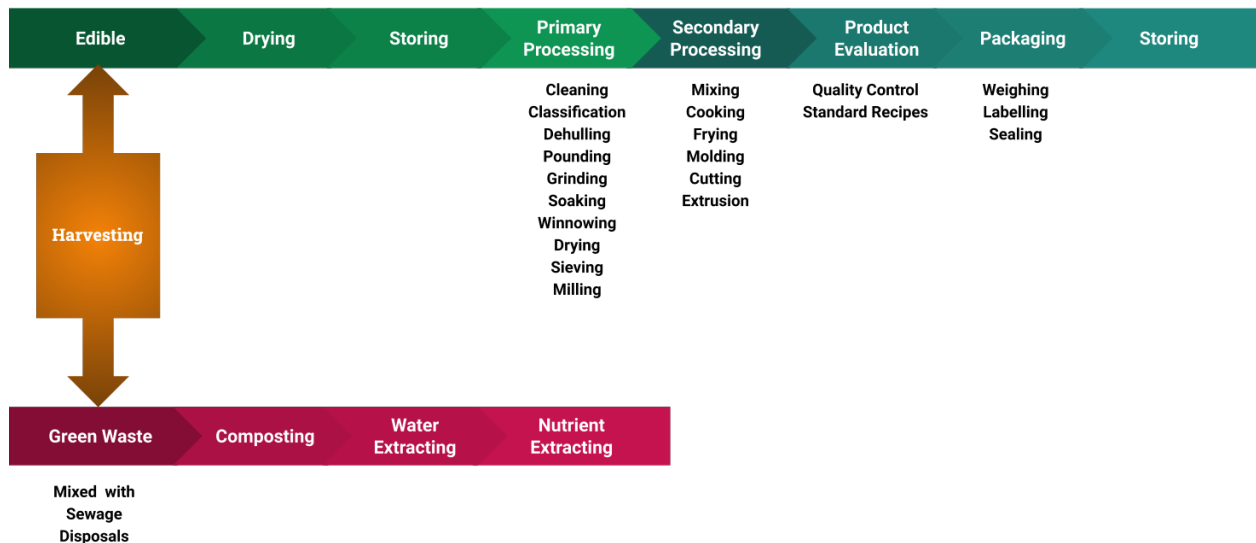 Edible
Drying
Storing
Primary
Processing
Secondary
Processing
Product
Evaluation
Packaging
Storing
Cleaning
Classification
Dehulling
Pounding
Grinding
Soaking
Winnowing
Drying
Sieving
Milling
Mixing
Cooking
Frying
Molding
Cutting
Extrusion
Quality Control
Standard Recipes
Weighing
Labelling
Sealing
Harvesting
Green Waste
Composting
Water
Extracting
Nutrient
Extracting
Mixed with
Sewage
Disposals